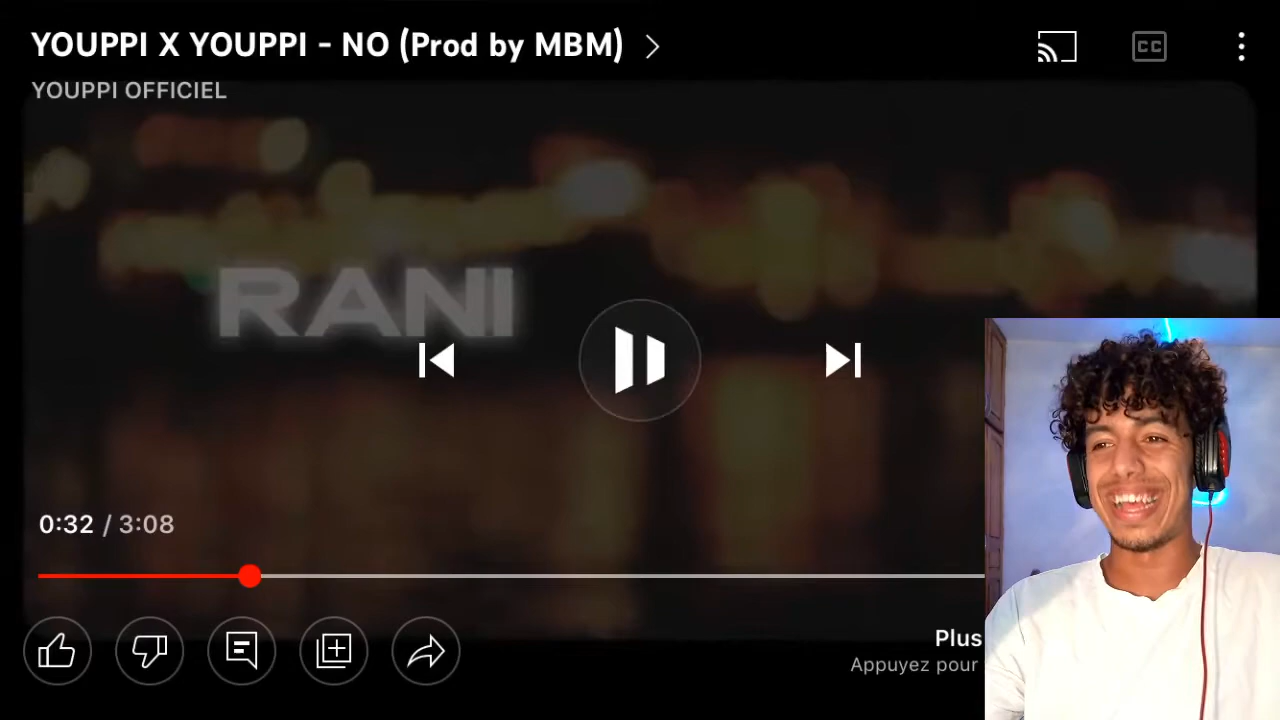 YOUPPI X YOUPPI - NO (Prod by MBM)
CC
YOUPPI OFFICIEL
RANI
0:32 / 3:08
Plus
Appuyez pour